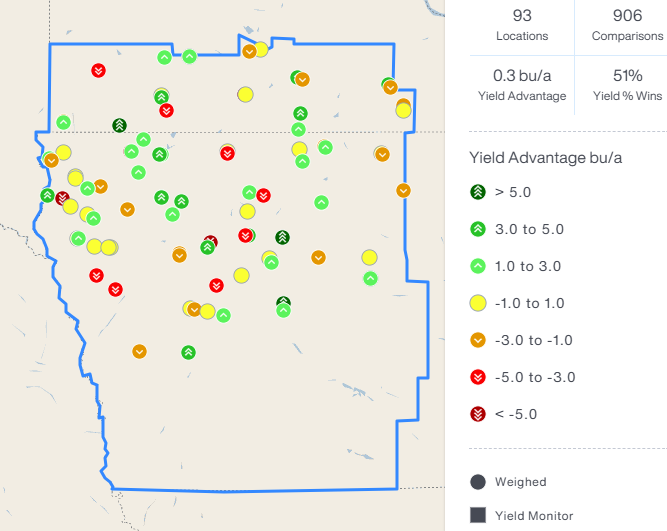 93
Locations
906
Comparisons
0.3 bu/a
Yield Advantage
51%
Yield % Wins
Yield Advantage bu/a
> 5.0
3.0 to 5.0
1.0 to 3.0
-1.0 to 1.0
-3.0 to -1.0
-5.0 to -3.0
< -5.0
Weighed
Yield Monitor